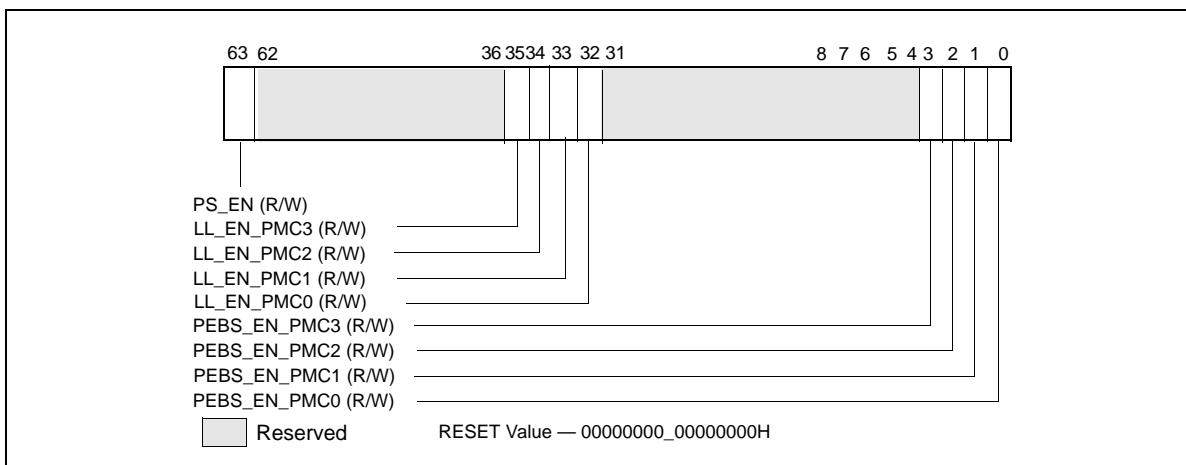 63 62 36 35 34 33 32 31 8 7 6 5 4 3 2 1 0
PS_EN (R/W)
LL_EN_PMC3 (R/W)
LL_EN_PMC2 (R/W)
LL_EN_PMC1 (R/W)
LL_EN_PMC0 (R/W)
PEBS_EN_PMC3 (R/W)
PEBS_EN_PMC2 (R/W)
PEBS_EN_PMC1 (R/W)
PEBS_EN_PMC0 (R/W)
Reserved RESET Value — 00000000_00000000H